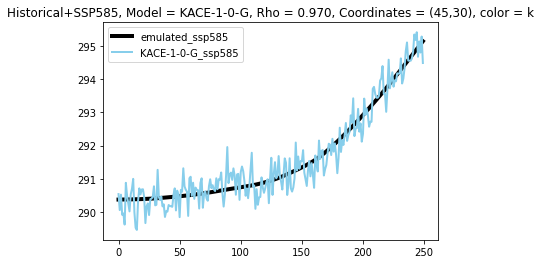 Historical+SSP585, Model = KACE-1-0-G, Rho = 0.970, Coordinates = (45,30), color = k
emulated_ssp585
KACE-1-0-G_ssp585
295
294
293
292
291
290
0 50 100 150 200 250